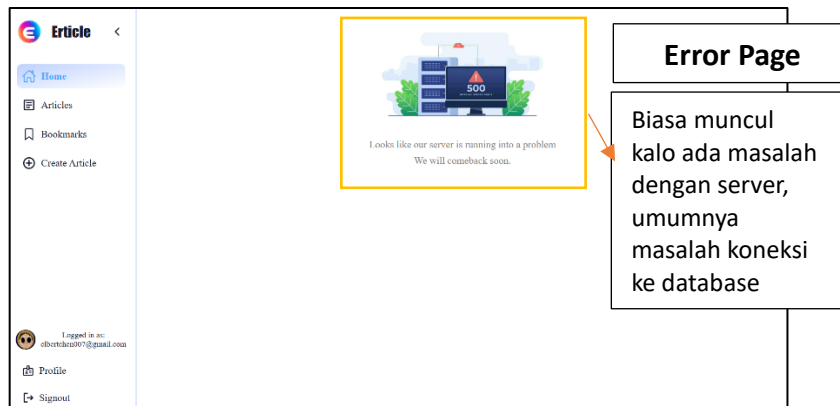 Erticle
Home
Articles
Bookmarks
Create Article
500
Looks like our server is running into a problem
We will comeback soon.
Error Page
Biasa muncul
kalo ada masalah
dengan server,
umumnya
masalah koneksi
ke database
Logged in as:
elbertchen007@gmail.com
Profile
Signout